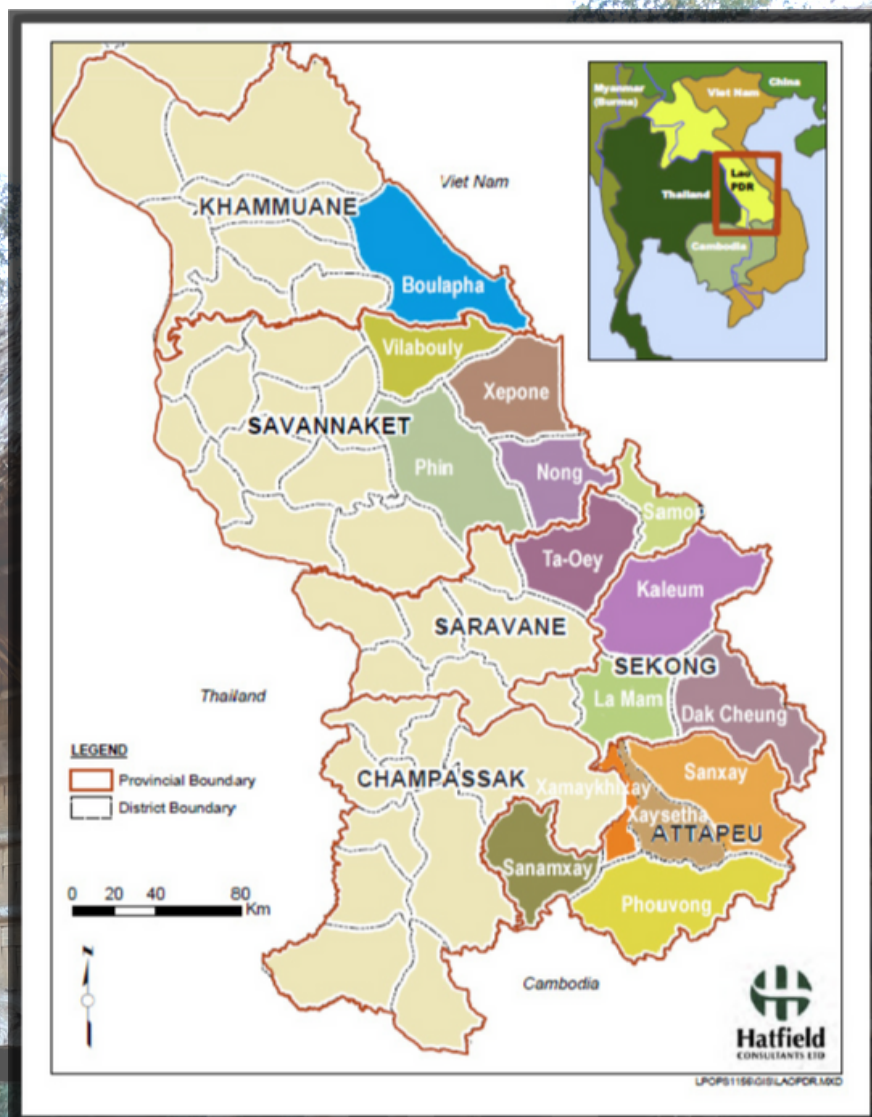 Myanmar
(Burma)
China
Viet Nam
Lao
PDR
Thailand
Cambodia
Viet Nam
KHAMMUANE
Boulapha
Vilabouly
Xepone
SAVANNAKET
Phin
Nong
Samoi
Ta-Oey
Kaleum
SARAVANE
SEKONG
La Mam
Dak Cheung
Thailand
LEGEND
Provincial Boundary
District Boundary
CHAMPASSAK
Xamaykhixay
Sanxay
Xaysetha
ATTAPEU
Sanamxay
Phouvong
0 20 40 80
Km
N
Cambodia
Hatfield
CONSULTANTS LTD